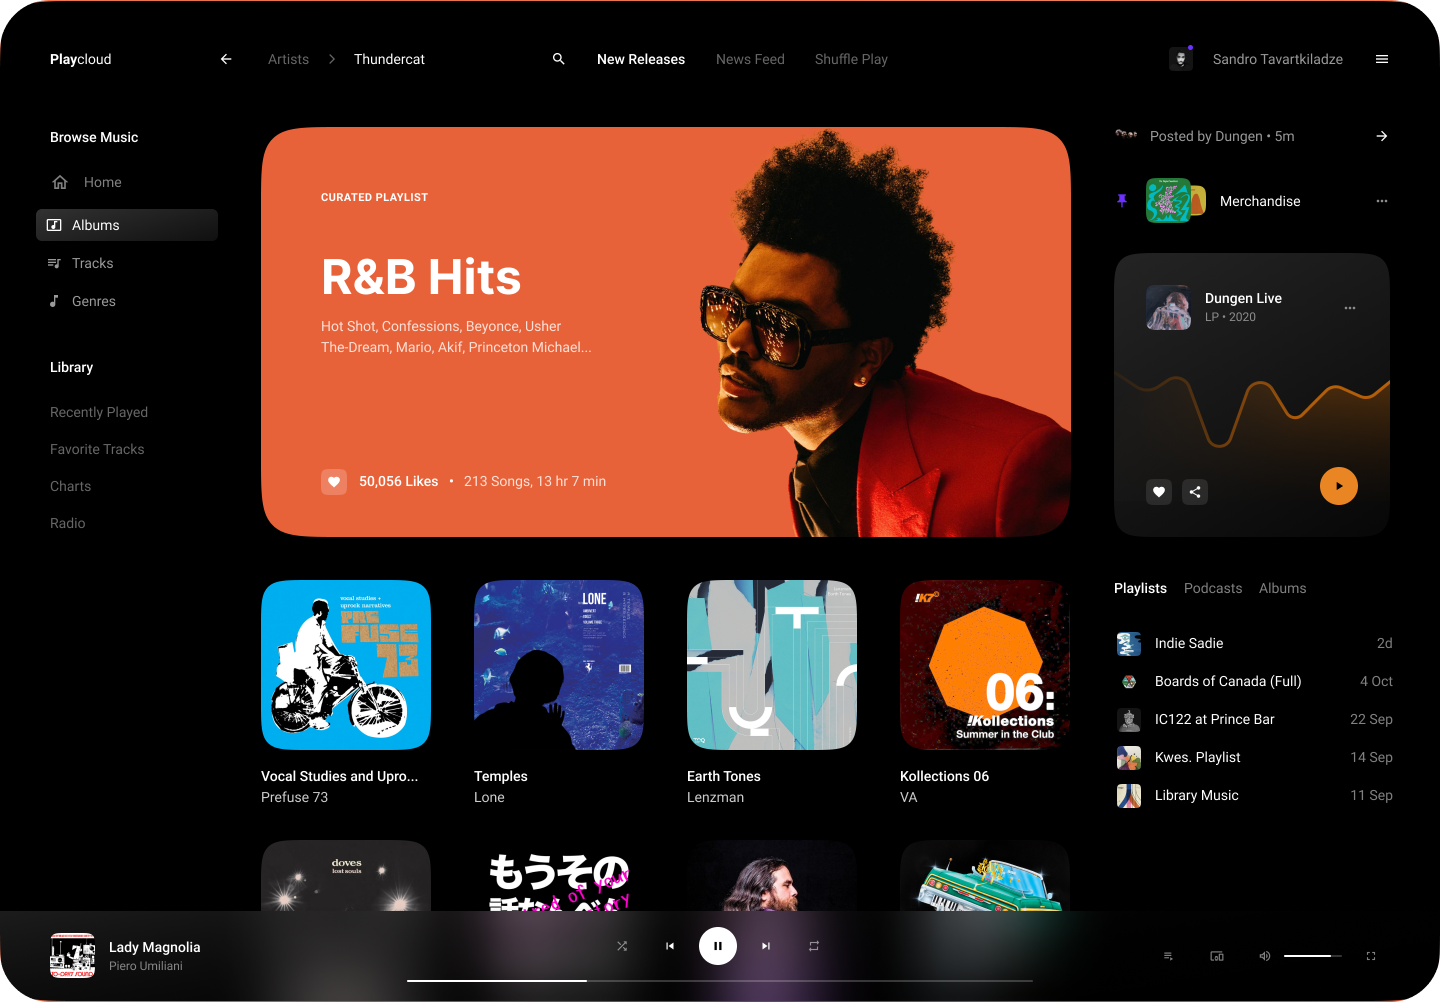 Playcloud
Artists
Thundercat
New Releases
News Feed
Shuffle Play
Sandro Tavartkiladze
Browse Music
Home
Albums
Tracks
Genres
Library
Recently Played
Favorite Tracks
Charts
Radio
CURATED PLAYLIST
R&B Hits
Hot Shot, Confessions, Beyonce, Usher
The-Dream, Mario, Akif, Princeton Michael...
50,056 Likes • 213 Songs, 13 hr 7 min
Posted by Dungen • 5m
Merchandise
Dungen Live
LP • 2020
vocal studies +
uprock narratives
PRE
FUSE
73
Vocal Studies and Upro...
Prefuse 73
LONE
Temples
Lone
Earth Tones
Lenzman
!K7
06:
!Kollections
Summer in the Club
Kollections 06
VA
Playlists
Podcasts
Albums
Indie Sadie
2d
Boards of Canada (Full)
4 Oct
IC122 at Prince Bar
22 Sep
Kwes. Playlist
14 Sep
Library Music
11 Sep
doves
lost souls
もうその
of your
Lady Magnolia
Piero Umiliani